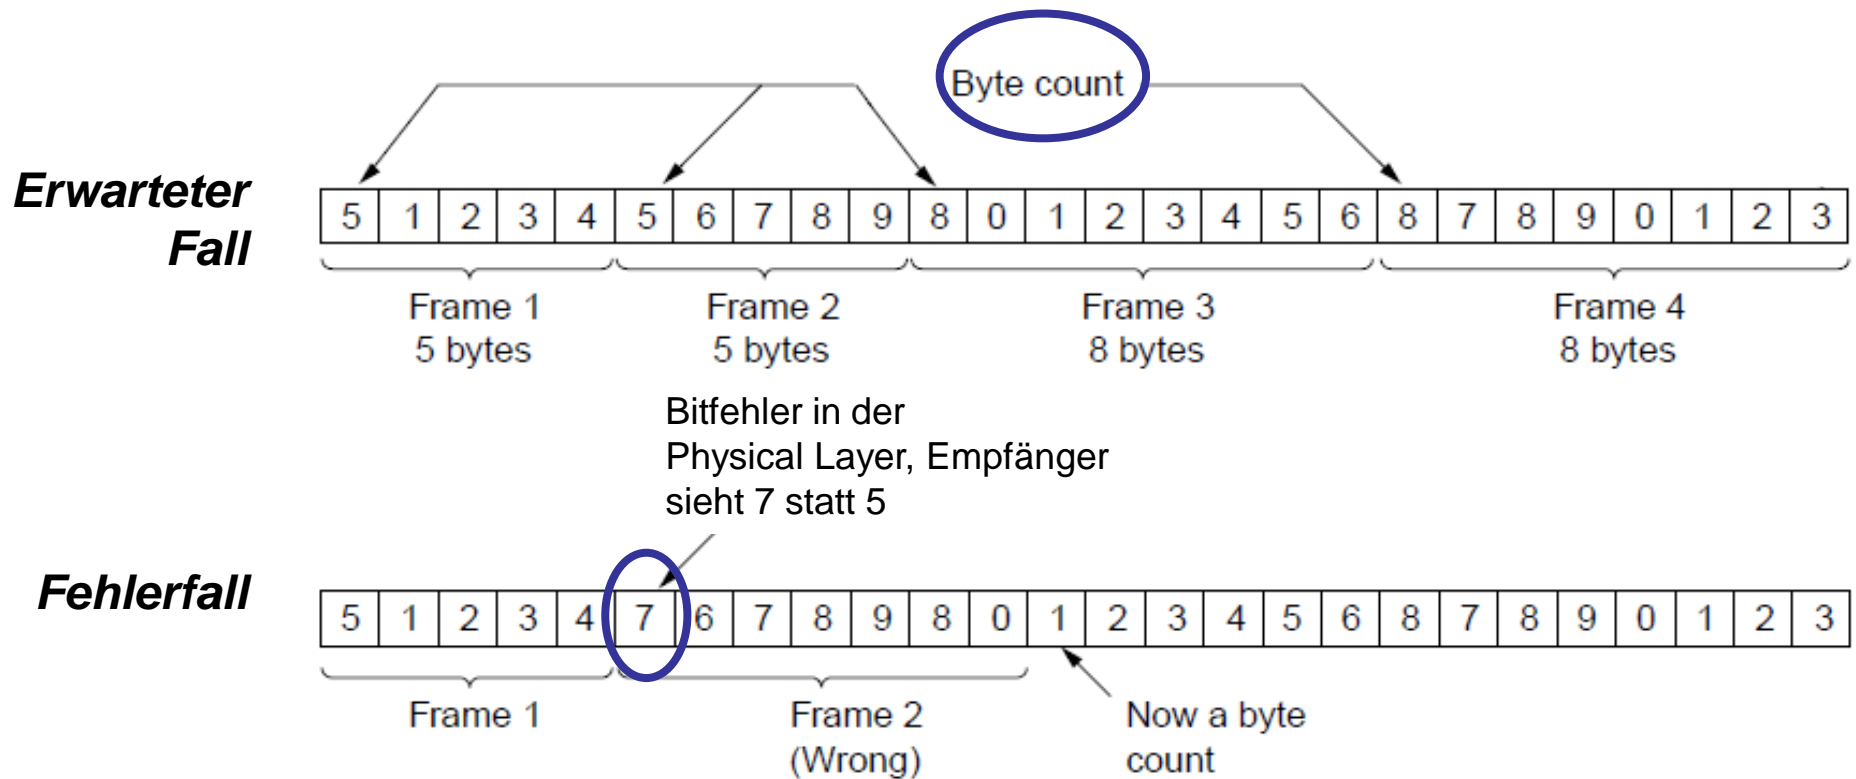 Byte count
Erwarteter
Fall
5 1 2 3 4 5 6 7 8 9 8 0 1 2 3 4 5 6 8 7 8 9 0 1 2 3
Frame 1
5 bytes
Frame 2
5 bytes
Frame 3
8 bytes
Frame 4
8 bytes
Bitfehler in der
Physical Layer, Empfänger
sieht 7 statt 5
Fehlerfall
5 1 2 3 4 7 6 7 8 9 8 0 1 2 3 4 5 6 8 7 8 9 0 1 2 3
Frame 1
Frame 2
(Wrong)
Now a byte
count